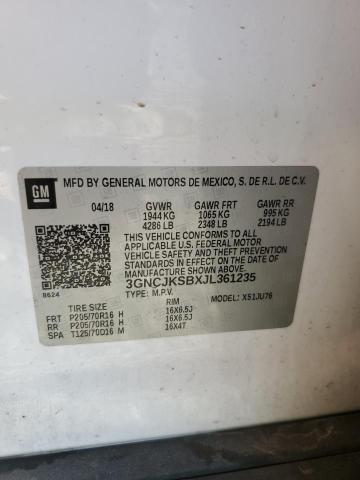 GM
MFD BY GENERAL MOTORS DE MEXICO, S. DE R.L. DE C.V.
04/18 GVWR GAWR FRT GAWR RR
1944 KG 1065 KG 995 KG
4286 LB 2348 LB 2194 LB
THIS VEHICLE CONFORMS TO ALL
APPLICABLE U.S. FEDERAL MOTOR VEHICLE
SAFETY AND THEFT PREVENTION STANDARDS
IN EFFECT ON THE DATE OF MANUFACTURE
SHOWN ABOVE.
3GNCJKSBXJL361235
TYPE: M.P.V. MODEL: X51JU76
8624
TIRE SIZE RIM
FRT P205/70R16 H 16X6.5J
RR P205/70R16 H 16X6.5J
SPA T125/70D16 M 16X4T